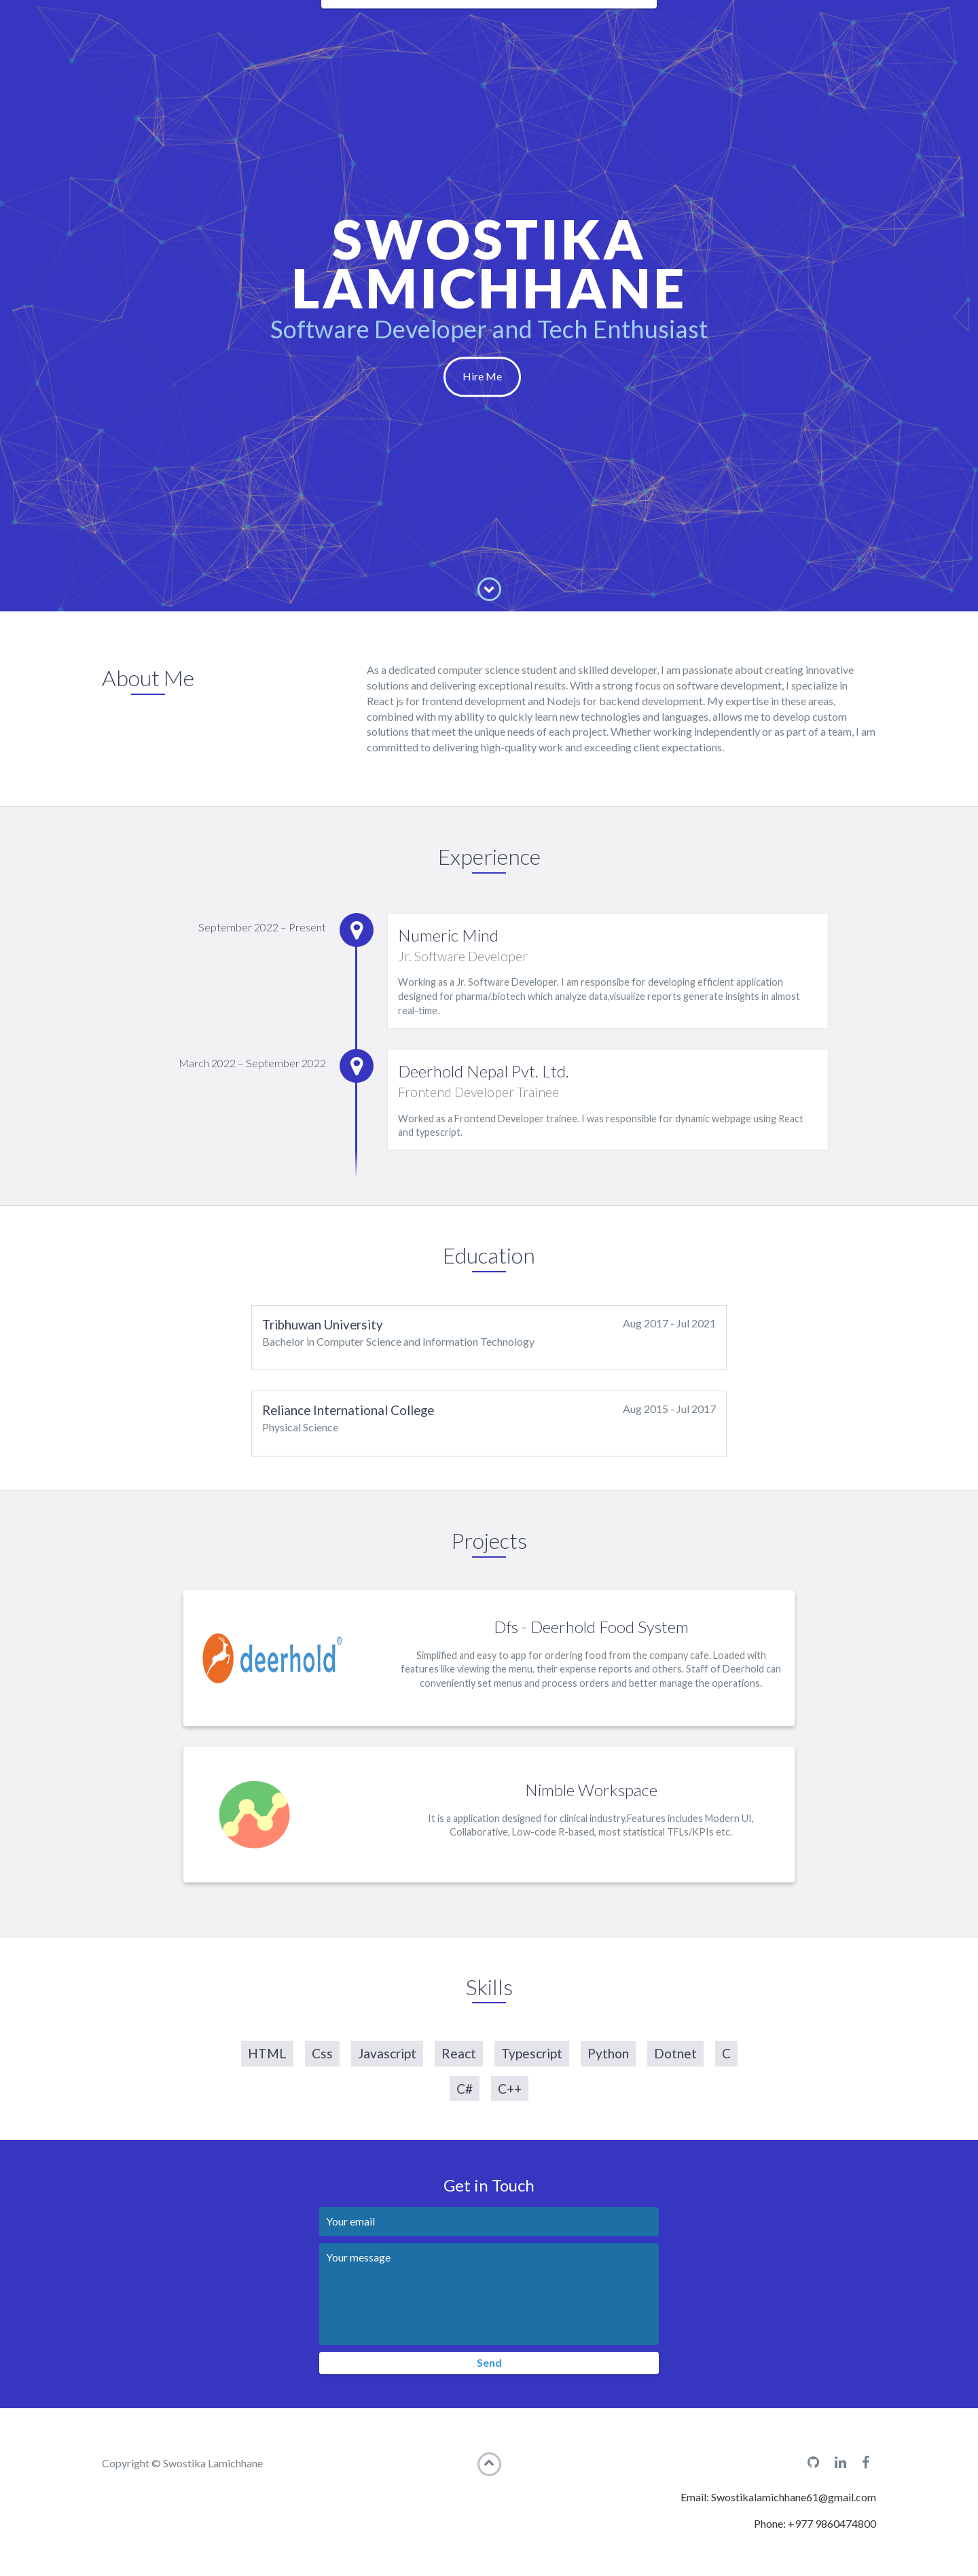 SWOSTIKA
LAMICHHANE
Software Developer and Tech Enthusiast
Hire Me
About Me
As a dedicated computer science student and skilled developer, I am passionate about creating innovative
solutions and delivering exceptional results. With a strong focus on software development, I specialize in
React js for frontend development and Nodejs for backend development. My expertise in these areas,
combined with my ability to quickly learn new technologies and languages, allows me to develop custom
solutions that meet the unique needs of each project. Whether working independently or as part of a team, I am
committed to delivering high-quality work and exceeding client expectations.
Experience
September 2022 – Present
Numeric Mind
Jr. Software Developer
Working as a Jr. Software Developer. I am responsibe for developing efficient application
designed for pharma/.biotech which analyze data,visualize reports generate insights in almost
real-time.
March 2022 – September 2022
Deerhold Nepal Pvt. Ltd.
Frontend Developer Trainee
Worked as a Frontend Developer trainee. I was responsible for dynamic webpage using React
and typescript.
Education
Tribhuwan University
Aug 2017 - Jul 2021
Bachelor in Computer Science and Information Technology
Reliance International College
Aug 2015 - Jul 2017
Physical Science
Projects
deerhold®
Dfs - Deerhold Food System
Simplified and easy to app for ordering food from the company cafe. Loaded with
features like viewing the menu, their expense reports and others. Staff of Deerhold can
conveniently set menus and process orders and better manage the operations.
Nimble Workspace
It is a application designed for clinical industry.Features includes Modern UI,
Collaborative, Low-code R-based, most statistical TFLs/KPIs etc.
Skills
HTML Css Javascript React Typescript Python Dotnet C
C# C++
Get in Touch
Your email
Your message
Send
Copyright © Swostika Lamichhane
Email: Swostikalamichhane61@gmail.com
Phone: +977 9860474800